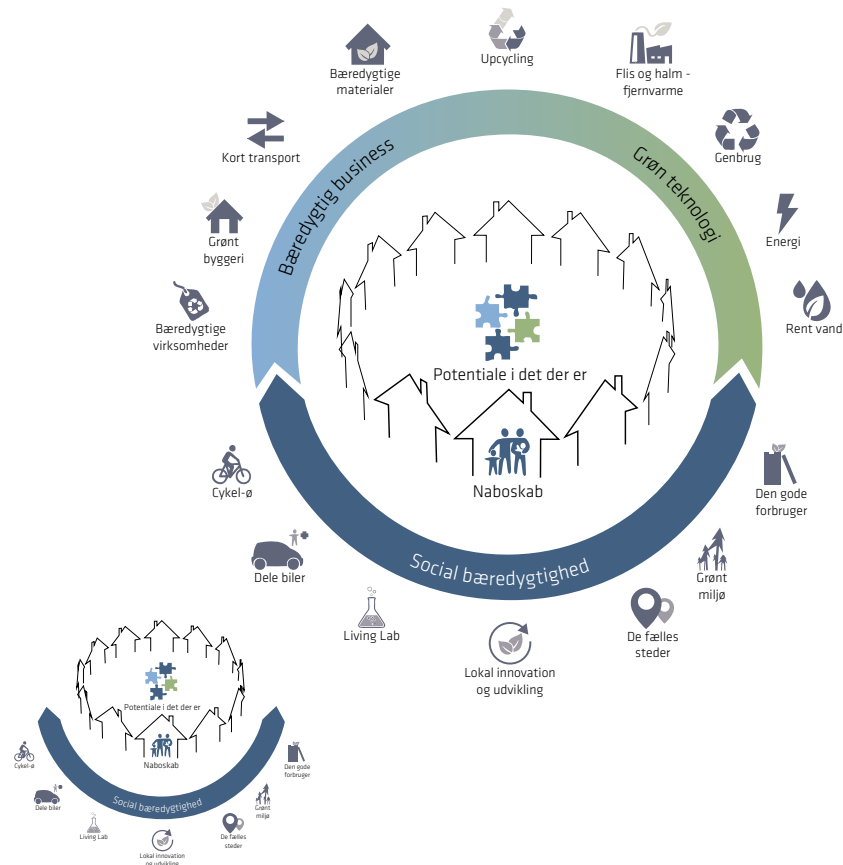 Upcycling
Bæredygtige
materialer
Flis og halm -
fjernvarme
Kort transport
Genbrug
Bæredygtig business
Grøn teknologi
Grønt
byggeri
Energi
Bæredygtige
virksomheder
Rent vand
Potentiale i det der er
Naboskab
Cykel-ø
Den gode
forbruger
Social bæredygtighed
Dele biler
Grønt
miljø
Living Lab
De fælles
steder
Lokal innovation
og udvikling
Potentiale i det der er
Naboskab
Cykel-ø
Den gode
forbruger
Social bæredygtighed
Dele biler
Grønt
miljø
Living Lab
De fælles
steder
Lokal innovation
og udvikling